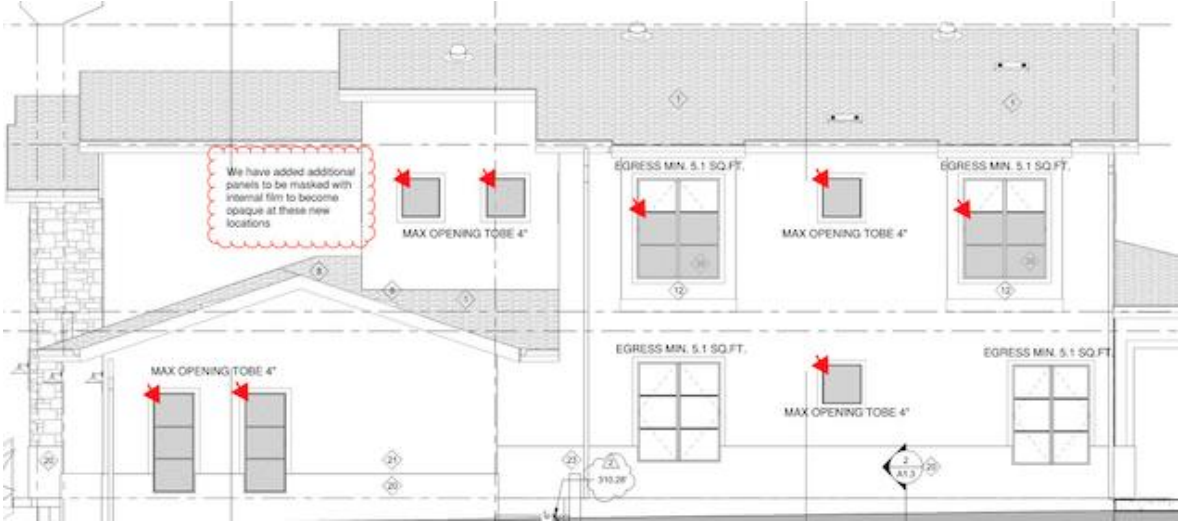 1
1
We have added additional
panels to be masked with
internal film to become
opaque at these new
locations
EGRESS MIN. 5.1 SQ.FT.
EGRESS MIN. 5.1 SQ.FT.
MAX OPENING TOBE 4"
MAX OPENING TOBE 4"
8
12
12
EGRESS MIN. 5.1 SQ.FT.
EGRESS MIN. 5.1 SQ.FT.
MAX OPENING TOBE 4"
MAX OPENING TOBE 4"
20
21
23
2
310.28'
2
A1.3
20
20